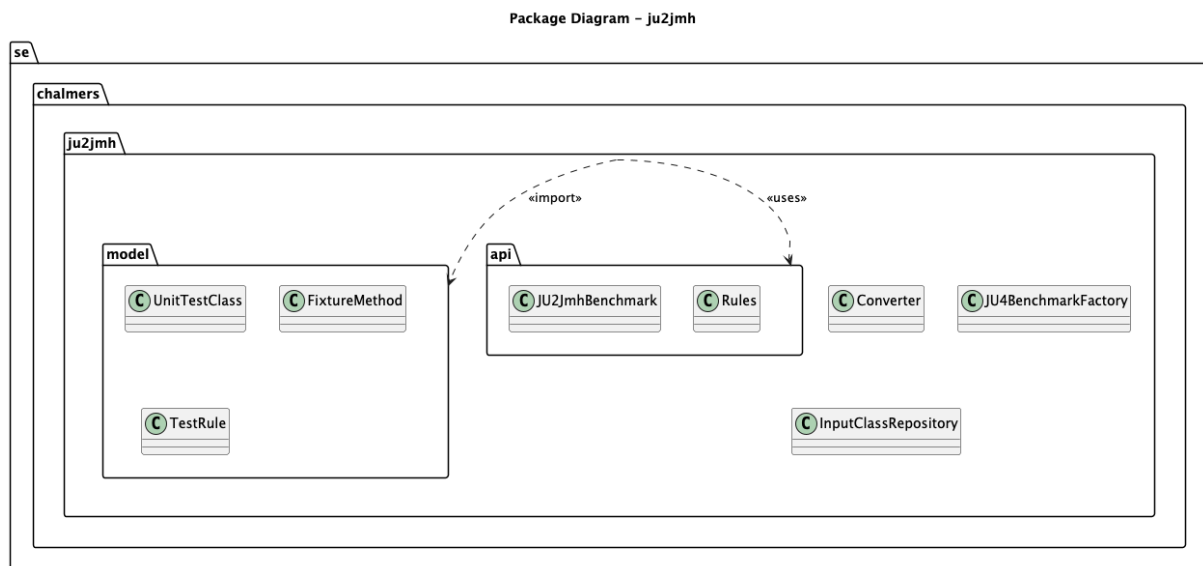 Package Diagram - ju2jmh
se
chalmers
ju2jmh
«import»
«uses»
model
api
C UnitTestClass
C FixtureMethod
C JU2JmhBenchmark
C Rules
C Converter
C JU4BenchmarkFactory
C TestRule
C InputClassRepository